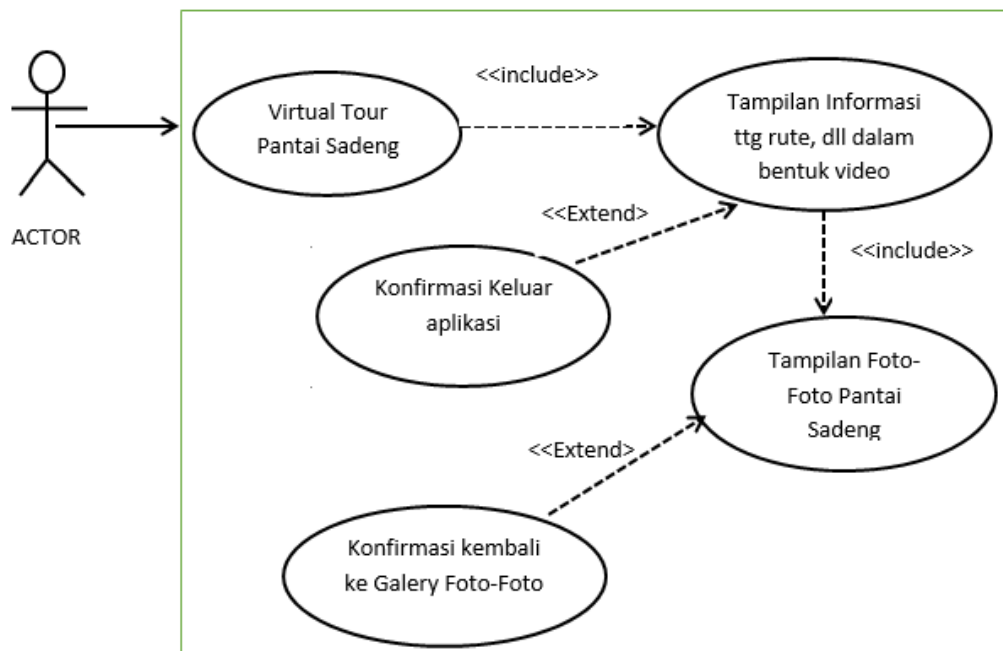 <<include>>
Virtual Tour
Pantai Sadeng
Tampilan Informasi
ttg rute, dll dalam
bentuk video
ACTOR
<<Extend>
<<include>>
Konfirmasi Keluar
aplikasi
Tampilan Foto-
Foto Pantai
Sadeng
<<Extend>
Konfirmasi kembali
ke Galery Foto-Foto